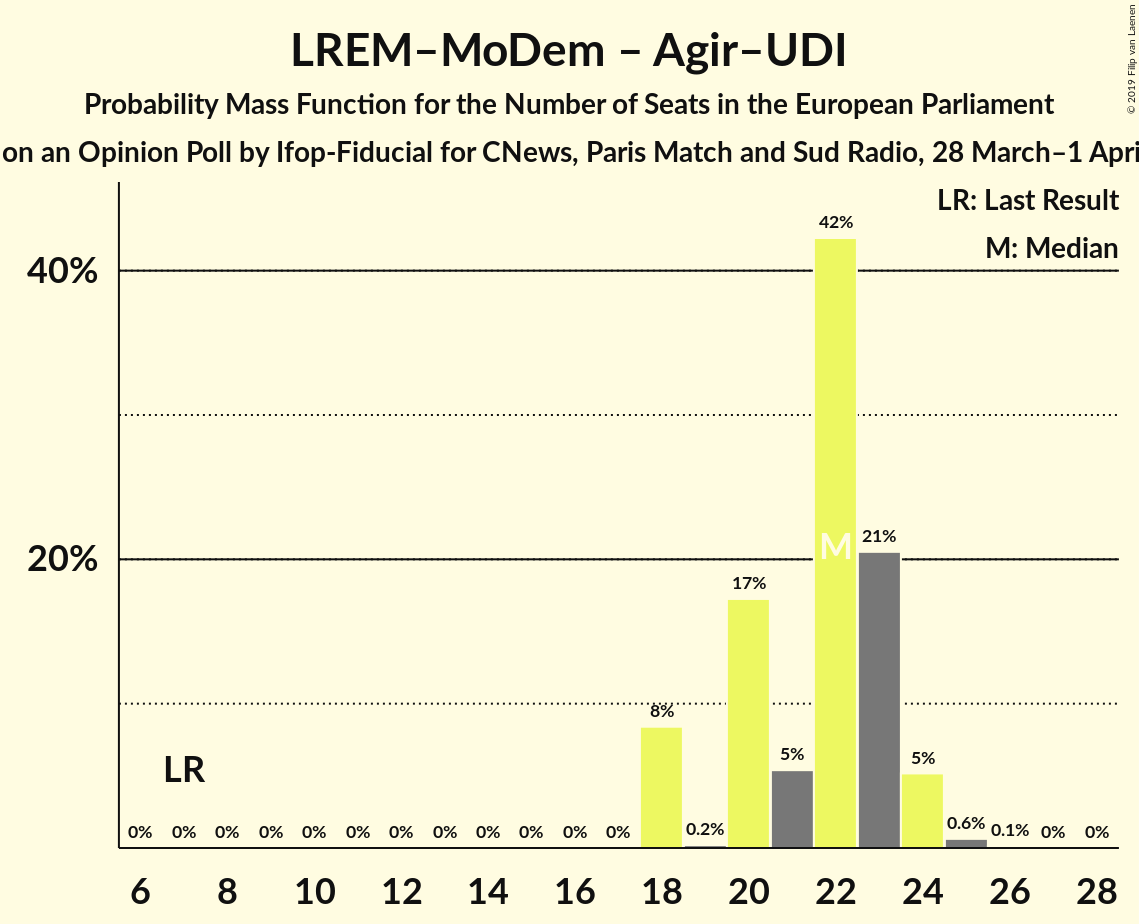 LREM–MoDem – Agir–UDI
Probability Mass Function for the Number of Seats in the European Parliament
on an Opinion Poll by Ifop-Fiducial for CNews, Paris Match and Sud Radio, 28 March–1 Apri
© 2019 Filip van Laenen
LR: Last Result
M: Median
42%
40%
M
21%
20%
17%
8%
5%
5%
LR
0% 0% 0% 0% 0% 0% 0% 0% 0% 0% 0% 0% 0.2% 0.6% 0.1% 0% 0%
6 8 10 12 14 16 18 20 22 24 26 28